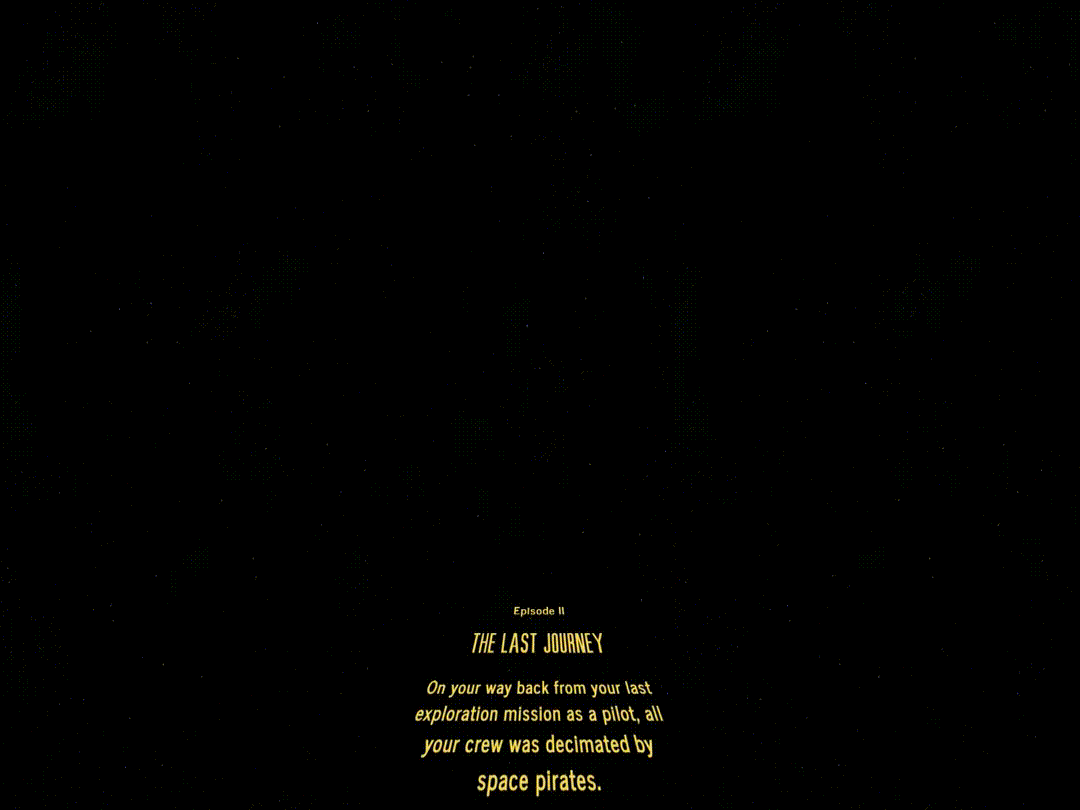 Episode II
THE LAST JOURNEY
On your way back from your last
exploration mission as a pilot, all
your crew was decimated by
space pirates.